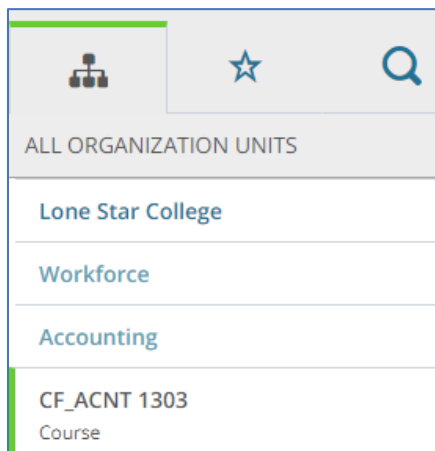 ALL ORGANIZATION UNITS
Lone Star College
Workforce
Accounting
CF_ACNT 1303
Course